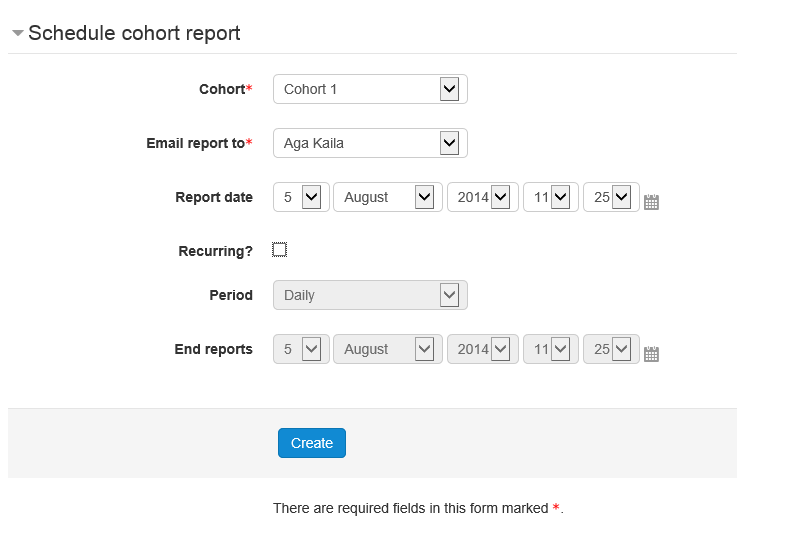 Schedule cohort report
Cohort* Cohort 1
Email report to* Aga Kaila
Report date 5 August 2014 11 25
Recurring?
Period Daily
End reports 5 August 2014 11 25
Create
There are required fields in this form marked *.